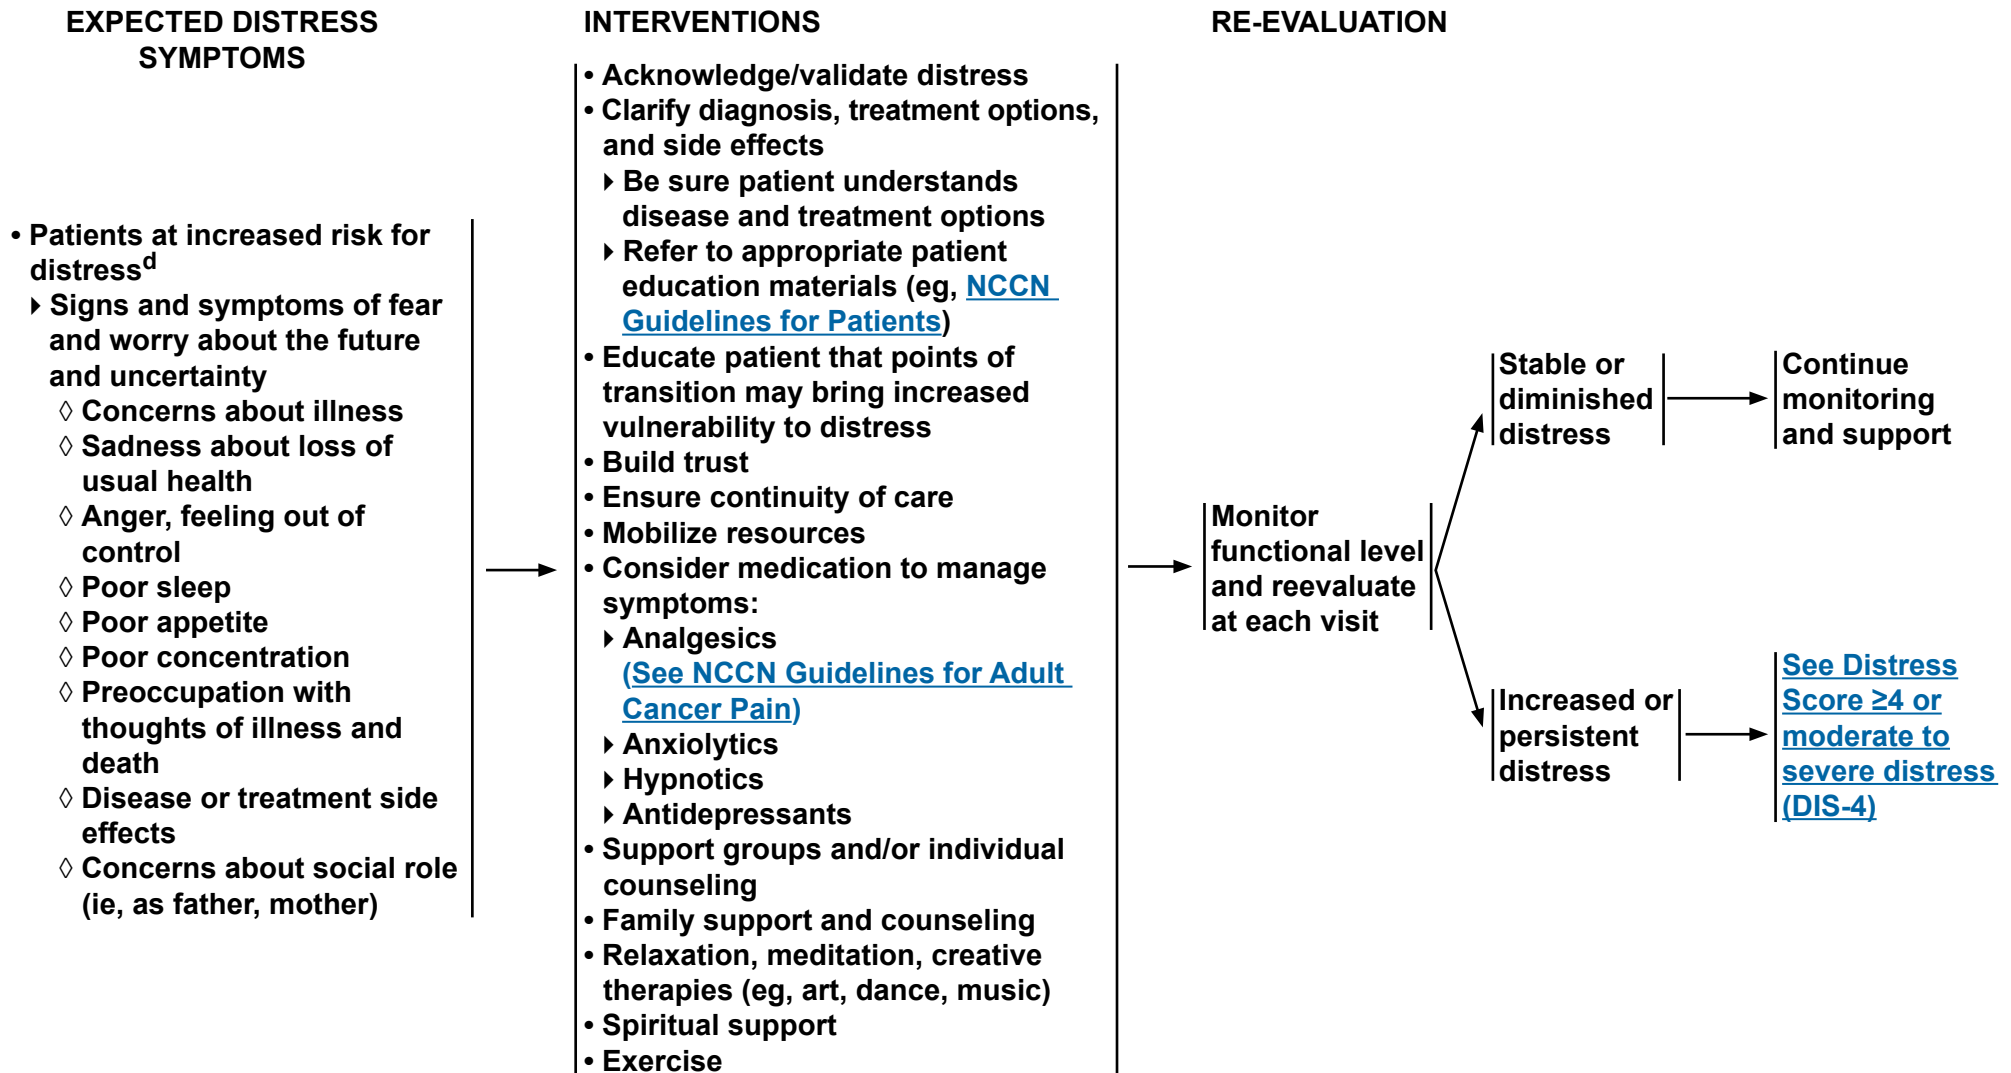 EXPECTED DISTRESS
SYMPTOMS
• Patients at increased risk for
distressd
▸ Signs and symptoms of fear
and worry about the future
and uncertainty
◊ Concerns about illness
◊ Sadness about loss of
usual health
◊ Anger, feeling out of
control
◊ Poor sleep
◊ Poor appetite
◊ Poor concentration
◊ Preoccupation with
thoughts of illness and
death
◊ Disease or treatment side
effects
◊ Concerns about social role
(ie, as father, mother)
INTERVENTIONS
• Acknowledge/validate distress
• Clarify diagnosis, treatment options,
and side effects
▸ Be sure patient understands
disease and treatment options
▸ Refer to appropriate patient
education materials (eg, NCCN
Guidelines for Patients)
• Educate patient that points of
transition may bring increased
vulnerability to distress
• Build trust
• Ensure continuity of care
• Mobilize resources
• Consider medication to manage
symptoms:
▸ Analgesics
(See NCCN Guidelines for Adult
Cancer Pain)
▸ Anxiolytics
▸ Hypnotics
▸ Antidepressants
• Support groups and/or individual
counseling
• Family support and counseling
• Relaxation, meditation, creative
therapies (eg, art, dance, music)
• Spiritual support
• Exercise
RE-EVALUATION
Monitor
functional level
and reevaluate
at each visit
Stable or
diminished
distress
Continue
monitoring
and support
Increased or
persistent
distress
See Distress
Score ≥4 or
moderate to
severe distress
(DIS-4)